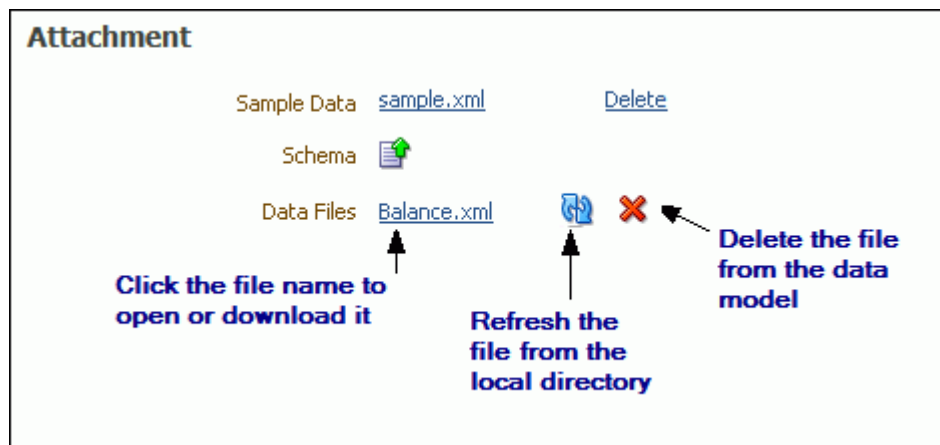 Attachment
Sample Data sample.xml Delete
Schema
Data Files Balance.xml
Click the file name to
open or download it
Refresh the
file from the
local directory
Delete the file
from the data
model